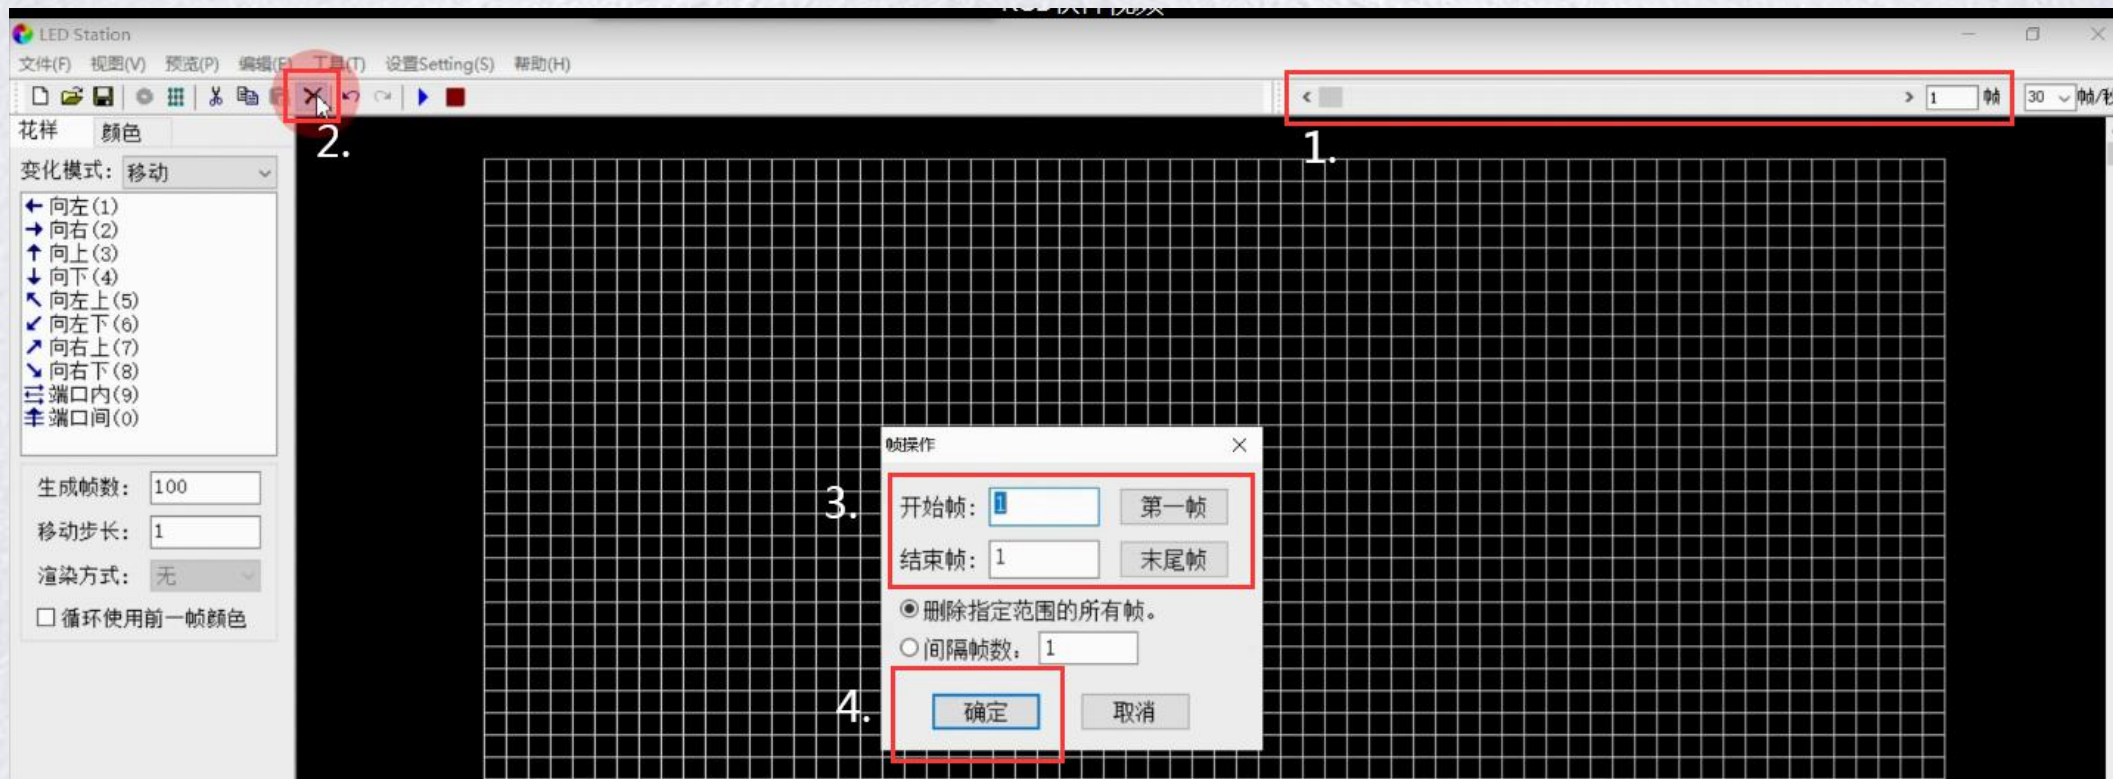 LED Station
文件(F) 视图(V) 预览(P) 编辑(E) 工具(T) 设置Setting(S) 帮助(H)
1 帧 30 帧/秒
花样 颜色
2.
1.
变化模式: 移动
向左(1)
向右(2)
向上(3)
向下(4)
向左上(5)
向左下(6)
向右上(7)
向右下(8)
端口内(9)
端口间(0)
生成帧数: 100
移动步长: 1
渲染方式: 无
循环使用前一帧颜色
帧操作
3.
开始帧: 1 第一帧
结束帧: 1 末尾帧
删除指定范围的所有帧。
间隔帧数: 1
4.
确定 取消